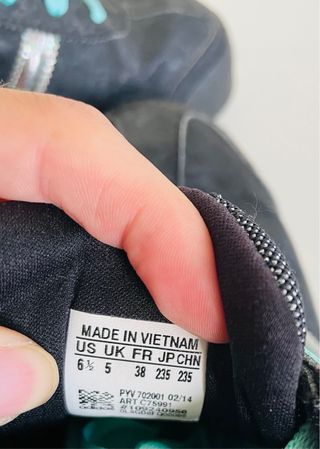 MADE IN VIETNAM
US UK FR JP CHN
6½ 5 38 235 235
PYV 702001 02/14
ART C75991
adidas